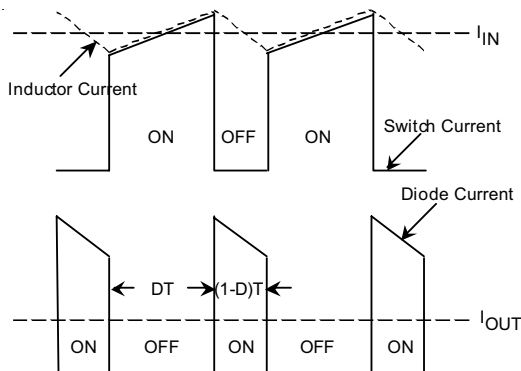 I_IN
Inductor Current
Switch Current
ON OFF ON
Diode Current
DT (1-D)T
I_OUT
ON OFF ON OFF ON